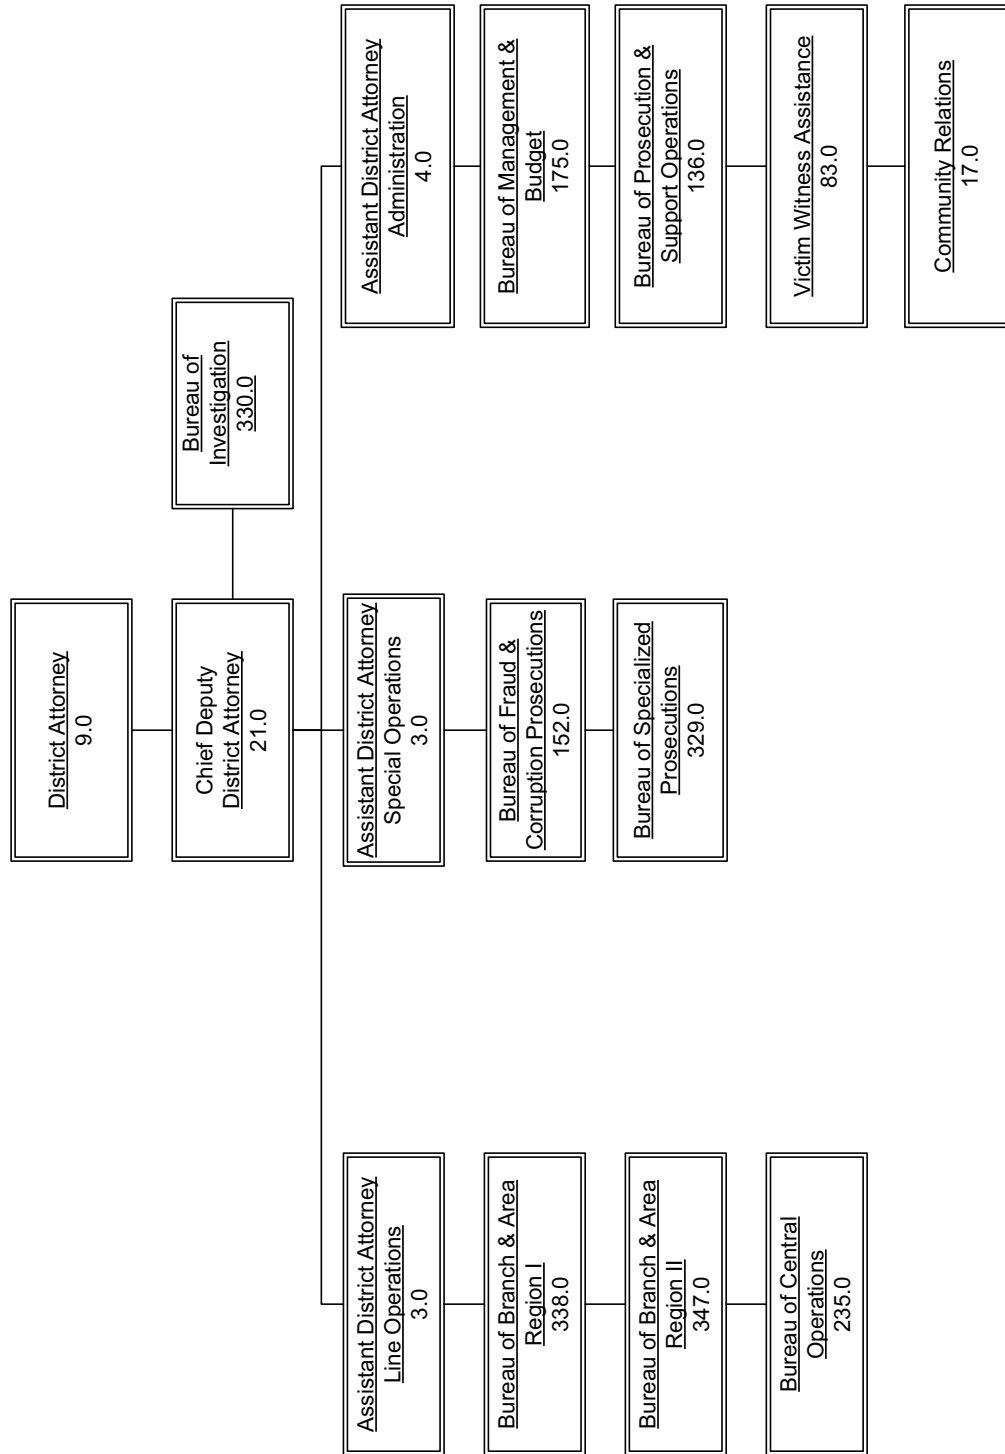 District Attorney
9.0
Chief Deputy
District Attorney
21.0
Bureau of
Investigation
330.0
Assistant District Attorney
Line Operations
3.0
Bureau of Branch & Area
Region I
338.0
Bureau of Branch & Area
Region II
347.0
Bureau of Central
Operations
235.0
Assistant District Attorney
Special Operations
3.0
Bureau of Fraud &
Corruption Prosecutions
152.0
Bureau of Specialized
Prosecutions
329.0
Assistant District Attorney
Administration
4.0
Bureau of Management &
Budget
175.0
Bureau of Prosecution &
Support Operations
136.0
Victim Witness Assistance
83.0
Community Relations
17.0